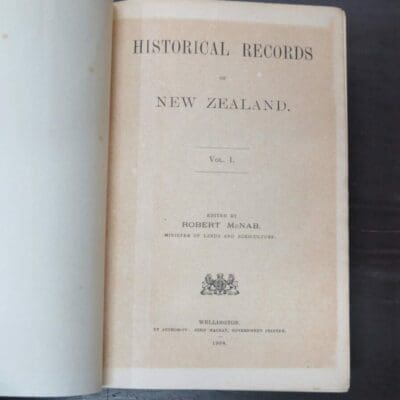 HISTORICAL RECORDS
OF
NEW ZEALAND.
VOL. I.
EDITED BY
ROBERT McNAB,
MINISTER OF LANDS AND AGRICULTURE.
WELLINGTON.
BY AUTHORITY: JOHN MACKAY, GOVERNMENT PRINTER.
1908.